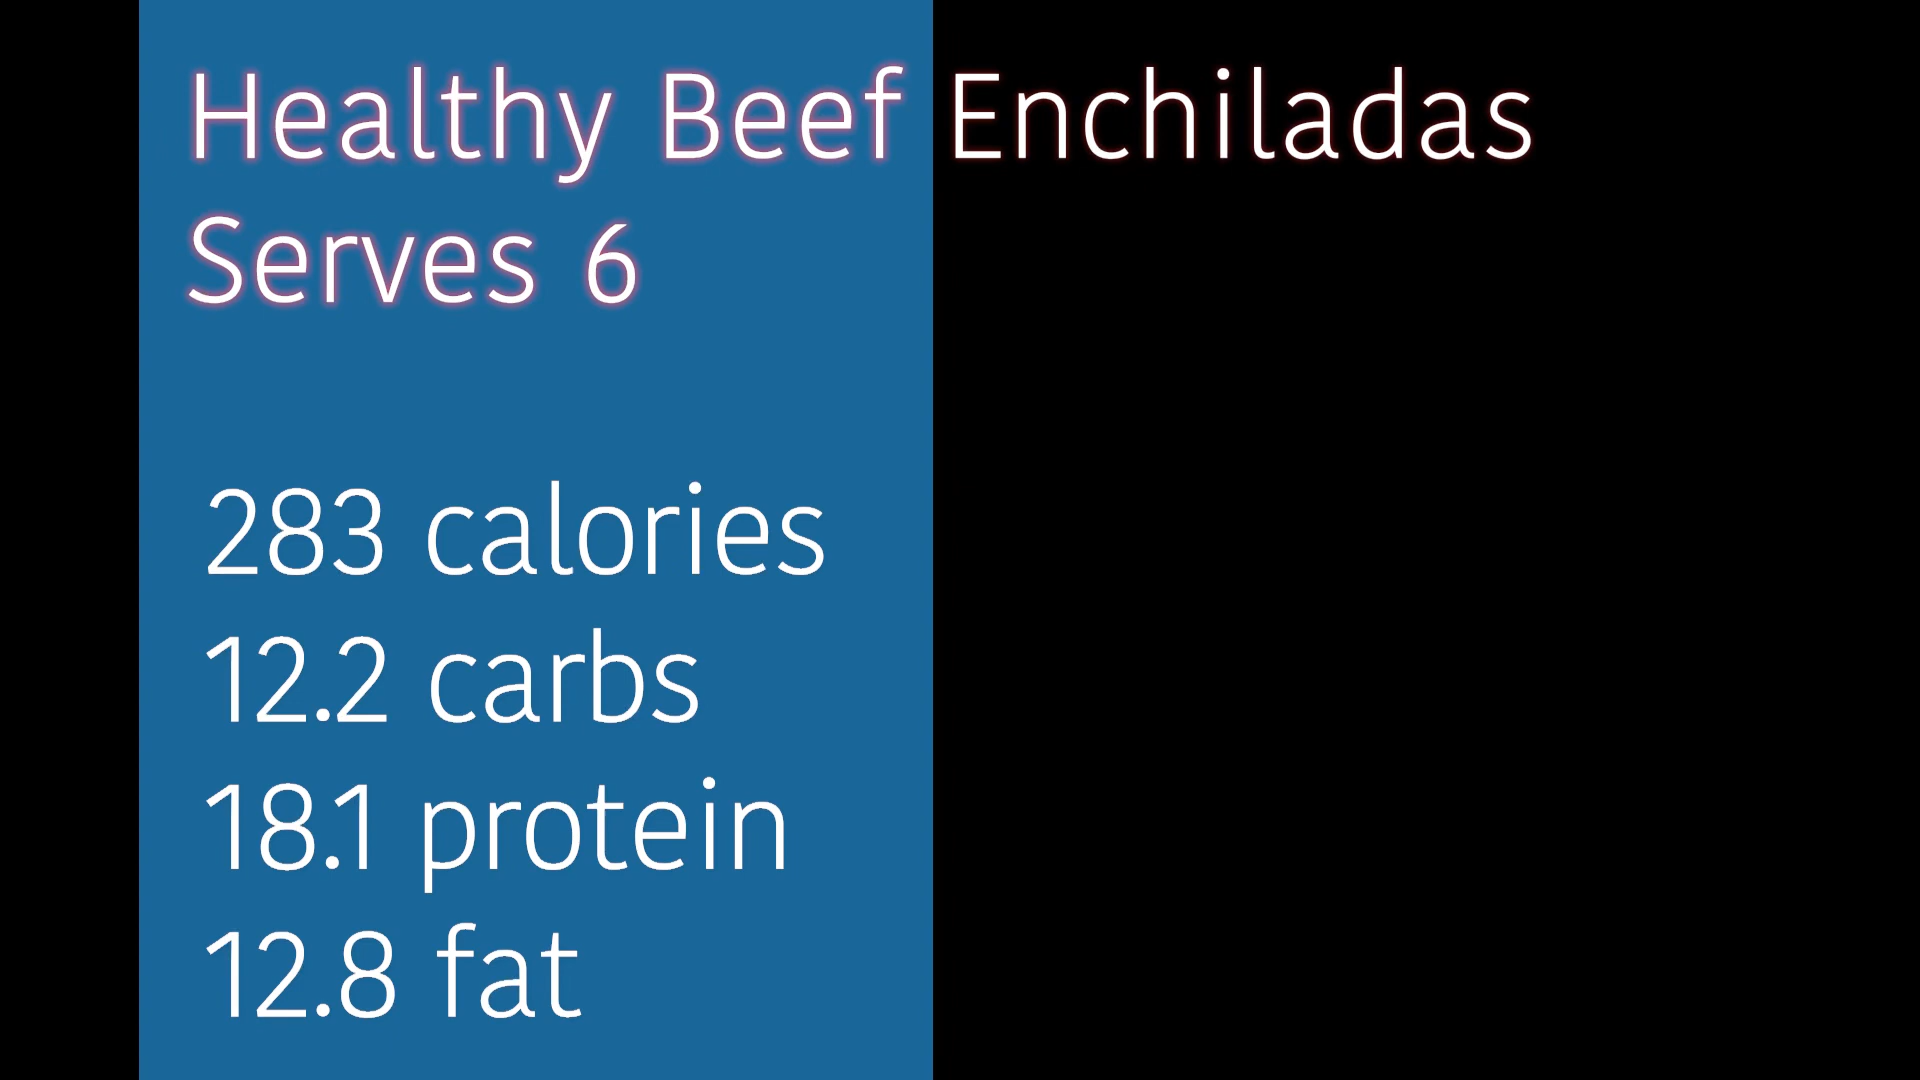 Healthy Beef Enchiladas
Serves 6
283 calories
12.2 carbs
18.1 protein
12.8 fat